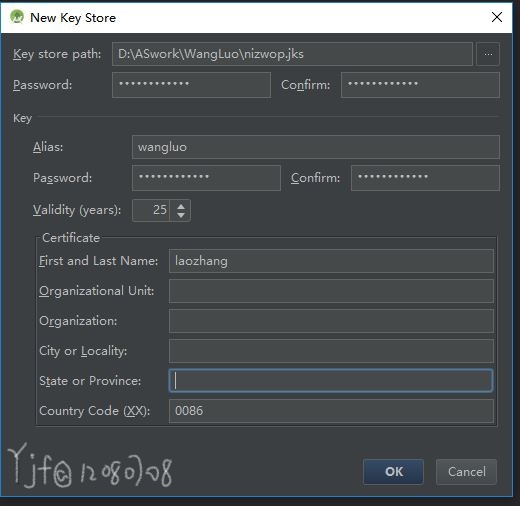 New Key Store
Key store path: D:\ASwork\WangLuo\nizwop.jks ...
Password: •••••••••••• Confirm: ••••••••••••
Key
Alias: wangluo
Password: •••••••••••• Confirm: ••••••••••••
Validity (years): 25
Certificate
First and Last Name: laozhang
Organizational Unit:
Organization:
City or Locality:
State or Province:
Country Code (XX): 0086
OK Cancel